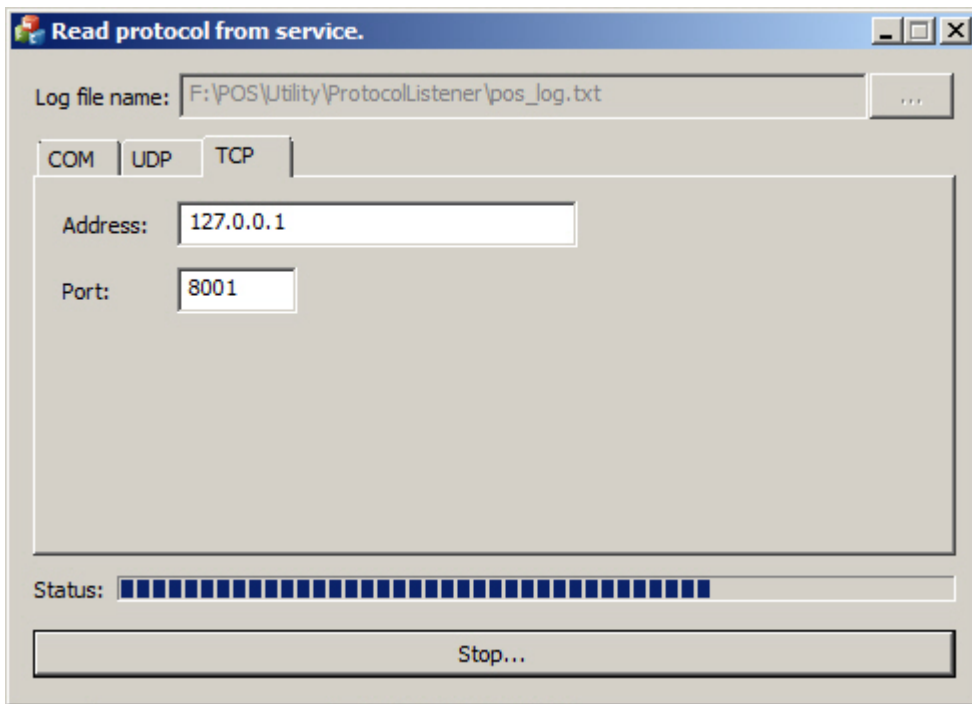 Read protocol from service.
Log file name: F:\POS\Utility\ProtocolListener\pos_log.txt ...
COM UDP TCP
Address: 127.0.0.1
Port: 8001
Status:
Stop...